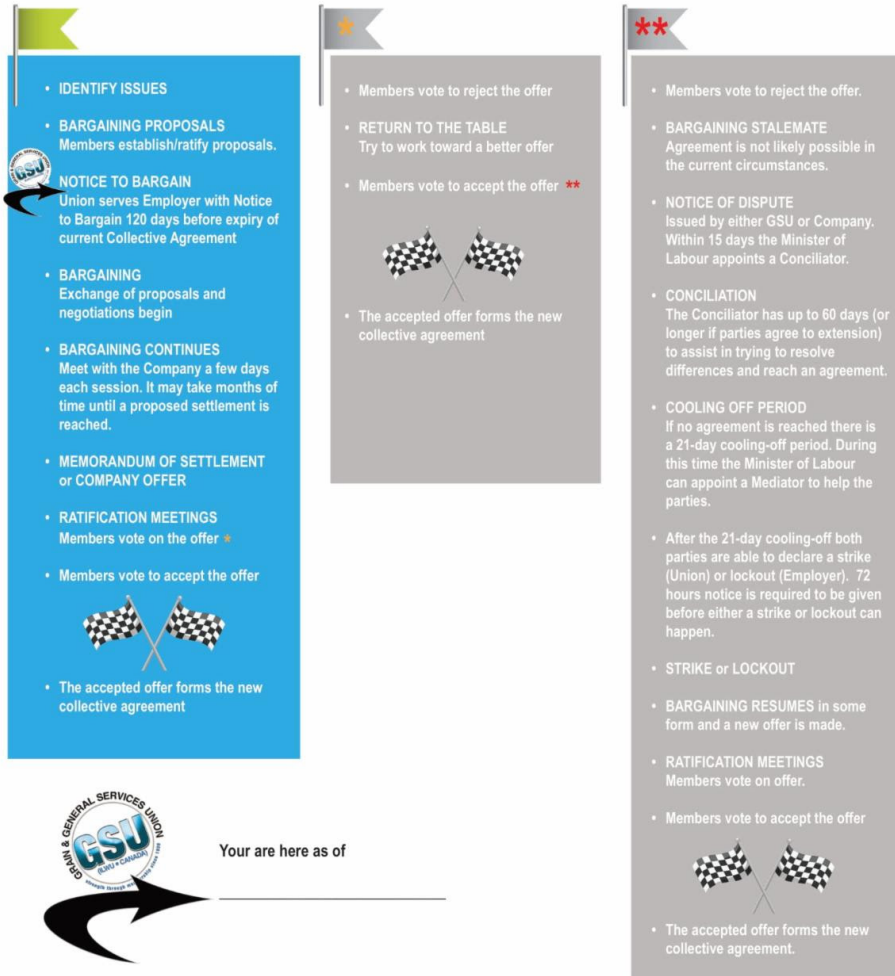 • IDENTIFY ISSUES
• BARGAINING PROPOSALS
Members establish/ratify proposals.
GSU
NOTICE TO BARGAIN
Union serves Employer with Notice
to Bargain 120 days before expiry of
current Collective Agreement
• BARGAINING
Exchange of proposals and
negotiations begin
• BARGAINING CONTINUES
Meet with the Company a few days
each session. It may take months of
time until a proposed settlement is
reached.
• MEMORANDUM OF SETTLEMENT
or COMPANY OFFER
• RATIFICATION MEETINGS
Members vote on the offer *
• Members vote to accept the offer
• The accepted offer forms the new
collective agreement
*
• Members vote to reject the offer
• RETURN TO THE TABLE
Try to work toward a better offer
• Members vote to accept the offer **
• The accepted offer forms the new
collective agreement
**
• Members vote to reject the offer.
• BARGAINING STALEMATE
Agreement is not likely possible in
the current circumstances.
• NOTICE OF DISPUTE
Issued by either GSU or Company.
Within 15 days the Minister of
Labour appoints a Conciliator.
• CONCILIATION
The Conciliator has up to 60 days (or
longer if parties agree to extension)
to assist in trying to resolve
differences and reach an agreement.
• COOLING OFF PERIOD
If no agreement is reached there is
a 21-day cooling-off period. During
this time the Minister of Labour
can appoint a Mediator to help the
parties.
• After the 21-day cooling-off both
parties are able to declare a strike
(Union) or lockout (Employer). 72
hours notice is required to be given
before either a strike or lockout can
happen.
• STRIKE or LOCKOUT
• BARGAINING RESUMES in some
form and a new offer is made.
• RATIFICATION MEETINGS
Members vote on offer.
• Members vote to accept the offer
• The accepted offer forms the new
collective agreement.
GRAIN & GENERAL SERVICES UNION
GSU
(ILWU • CANADA)
Your are here as of